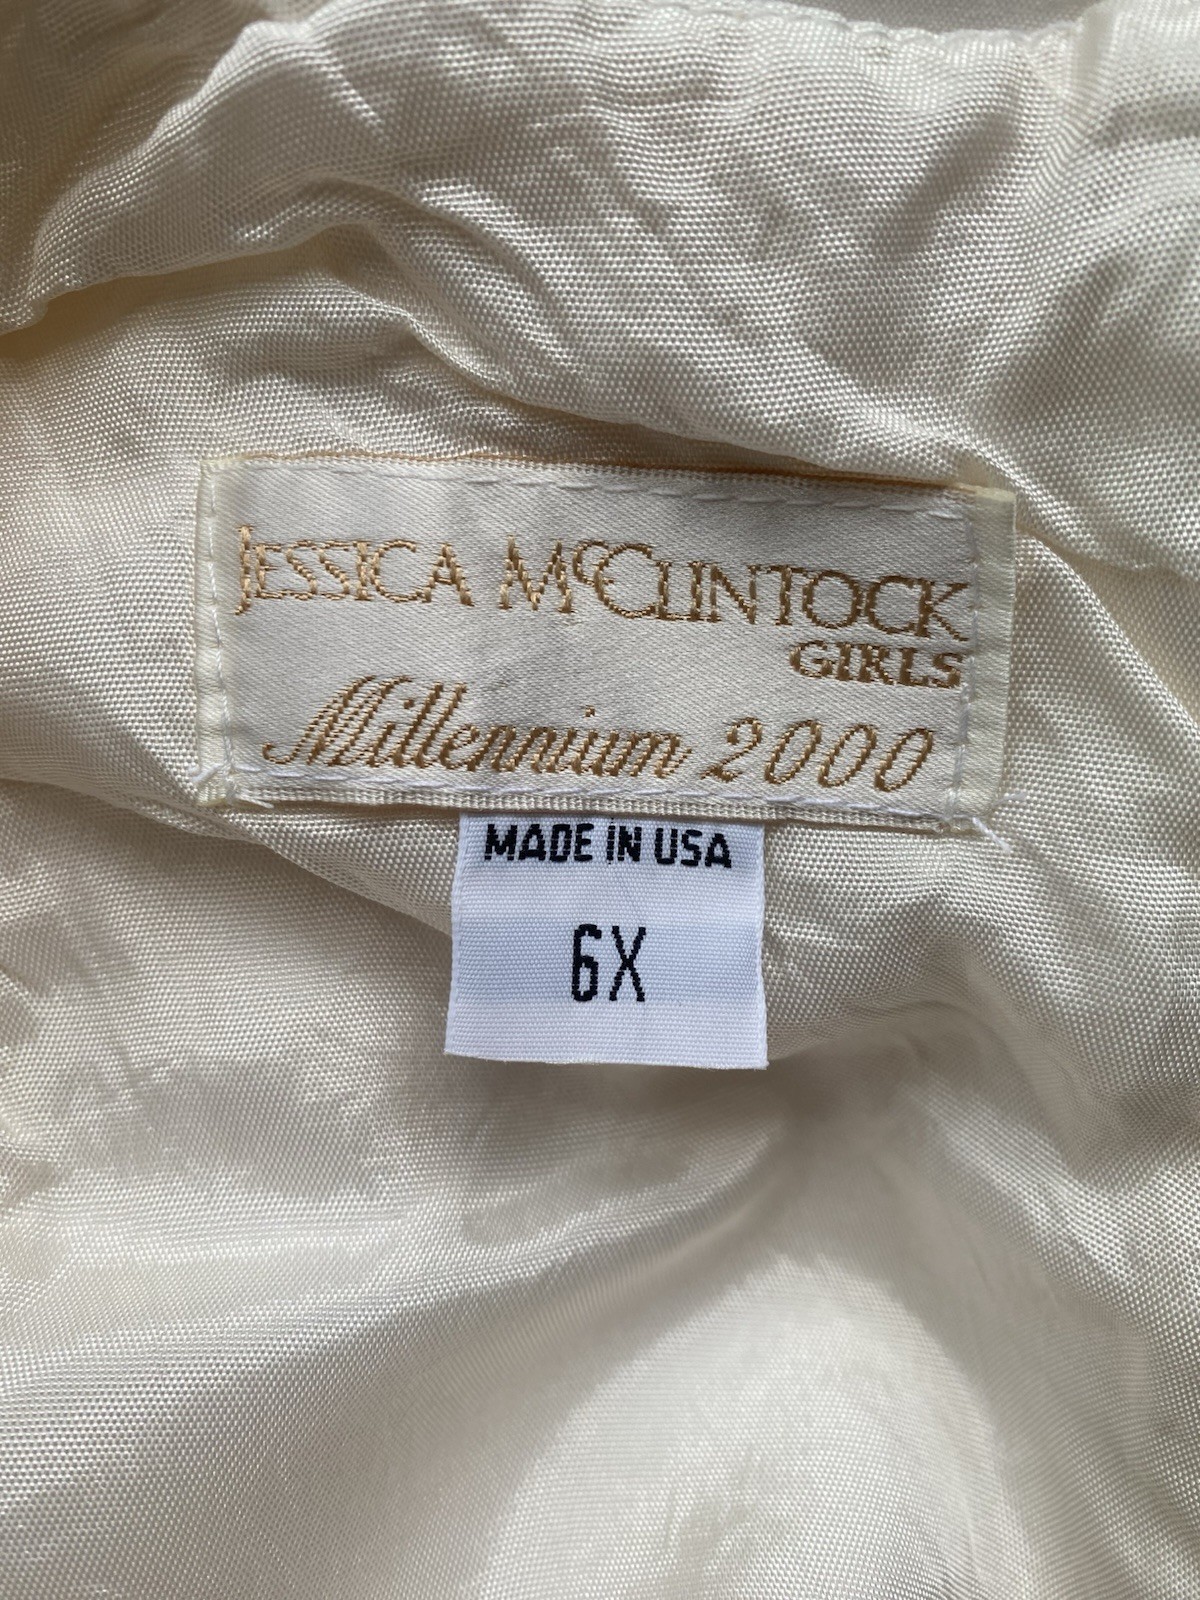 JESSICA McCLINTOCK
GIRLS
Millennium 2000
MADE IN USA
6X